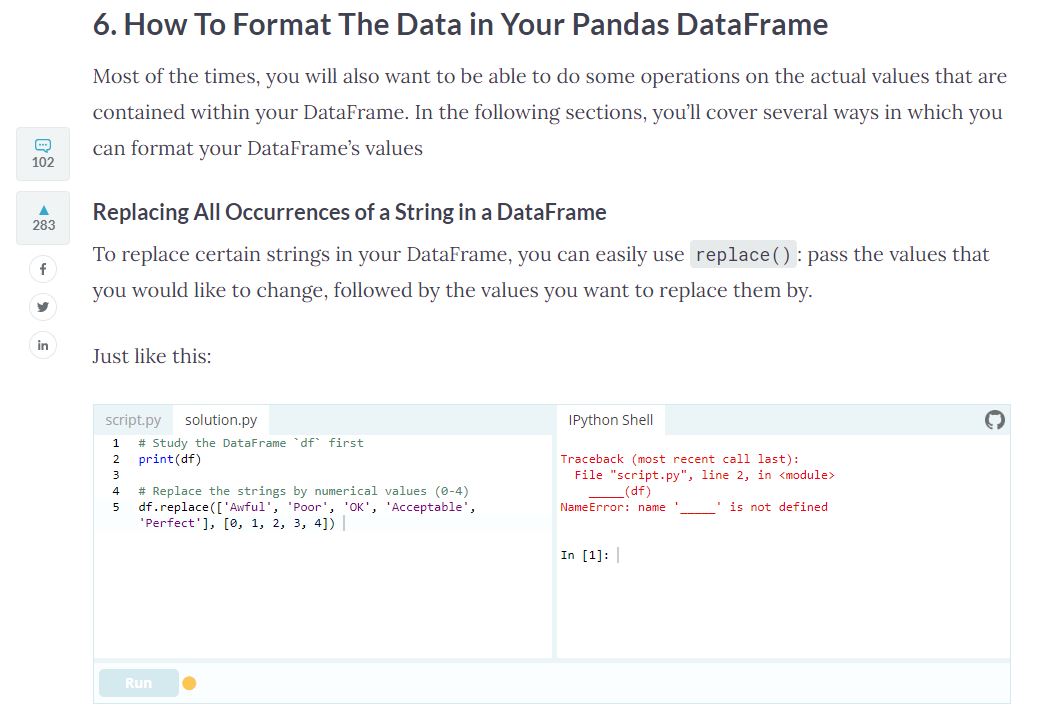 6. How To Format The Data in Your Pandas DataFrame
Most of the times, you will also want to be able to do some operations on the actual values that are
contained within your DataFrame. In the following sections, you’ll cover several ways in which you
can format your DataFrame’s values
102
283
Replacing All Occurrences of a String in a DataFrame
To replace certain strings in your DataFrame, you can easily use replace(): pass the values that
you would like to change, followed by the values you want to replace them by.
Just like this:
script.py solution.py
1 # Study the DataFrame `df` first
2 print(df)
3
4 # Replace the strings by numerical values (0-4)
5 df.replace(['Awful', 'Poor', 'OK', 'Acceptable',
'Perfect'], [0, 1, 2, 3, 4])
IPython Shell
Traceback (most recent call last):
File "script.py", line 2, in <module>
_____(df)
NameError: name '_____' is not defined
In [1]:
Run